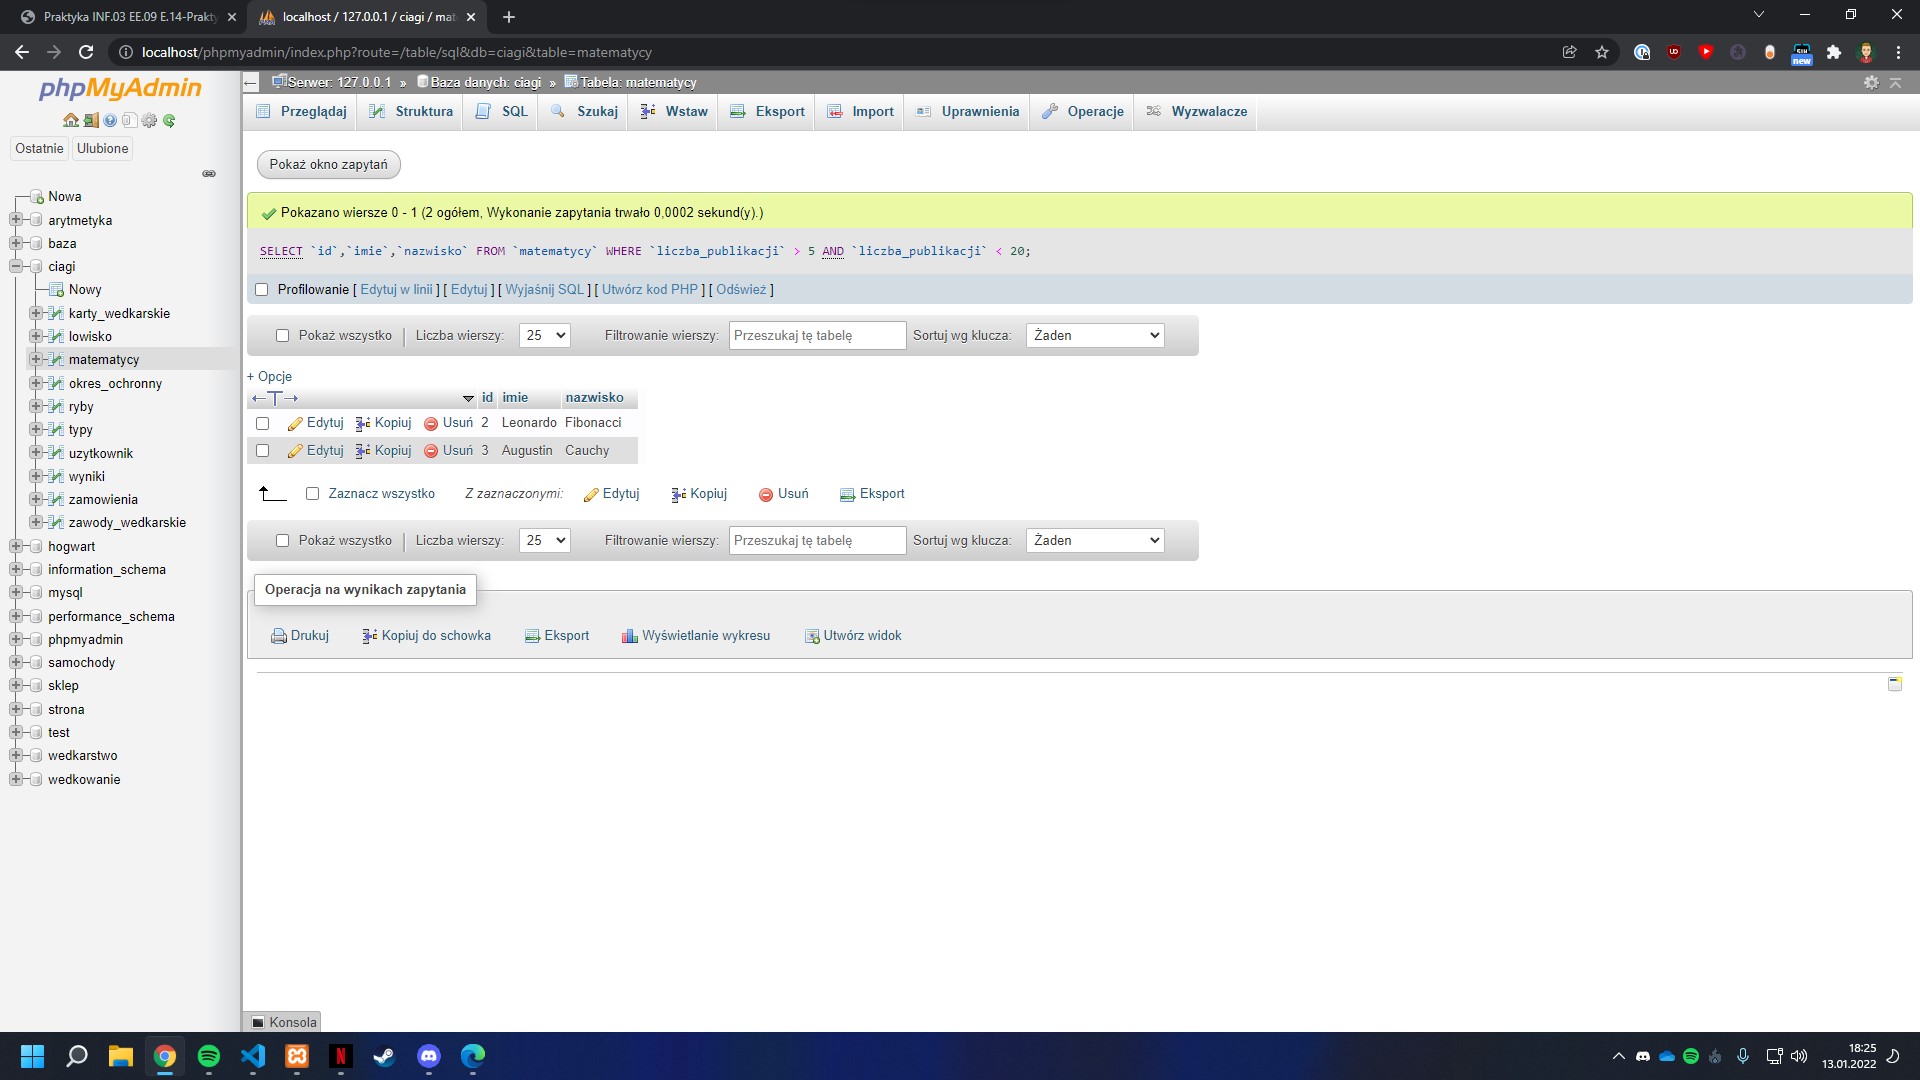 Praktyka INF.03 EE.09 E.14-Prakty
localhost / 127.0.0.1 / ciagi / mat
localhost/phpmyadmin/index.php?route=/table/sql&db=ciagi&table=matematycy
new
phpMyAdmin
Ostatnie
Ulubione
Nowa
arytmetyka
baza
ciagi
Nowy
karty_wedkarskie
lowisko
matematycy
okres_ochronny
ryby
typy
uzytkownik
wyniki
zamowienia
zawody_wedkarskie
hogwart
information_schema
mysql
performance_schema
phpmyadmin
samochody
sklep
strona
test
wedkarstwo
wedkowanie
Serwer: 127.0.0.1 » Baza danych: ciagi » Tabela: matematycy
Przeglądaj Struktura SQL Szukaj Wstaw Eksport Import Uprawnienia Operacje Wyzwalacze
Pokaż okno zapytań
Pokazano wiersze 0 - 1 (2 ogółem, Wykonanie zapytania trwało 0,0002 sekund(y).)
SELECT `id`,`imie`,`nazwisko` FROM `matematycy` WHERE `liczba_publikacji` > 5 AND `liczba_publikacji` < 20;
Profilowanie [ Edytuj w linii ] [ Edytuj ] [ Wyjaśnij SQL ] [ Utwórz kod PHP ] [ Odśwież ]
Pokaż wszystko | Liczba wierszy: 25 Filtrowanie wierszy: Przeszukaj tę tabelę Sortuj wg klucza: Żaden
+ Opcje
←T→ id imie nazwisko
Edytuj Kopiuj Usuń 2 Leonardo Fibonacci
Edytuj Kopiuj Usuń 3 Augustin Cauchy
Zaznacz wszystko Z zaznaczonymi: Edytuj Kopiuj Usuń Eksport
Pokaż wszystko | Liczba wierszy: 25 Filtrowanie wierszy: Przeszukaj tę tabelę Sortuj wg klucza: Żaden
Operacja na wynikach zapytania
Drukuj Kopiuj do schowka Eksport Wyświetlanie wykresu Utwórz widok
Konsola
18:25
13.01.2022